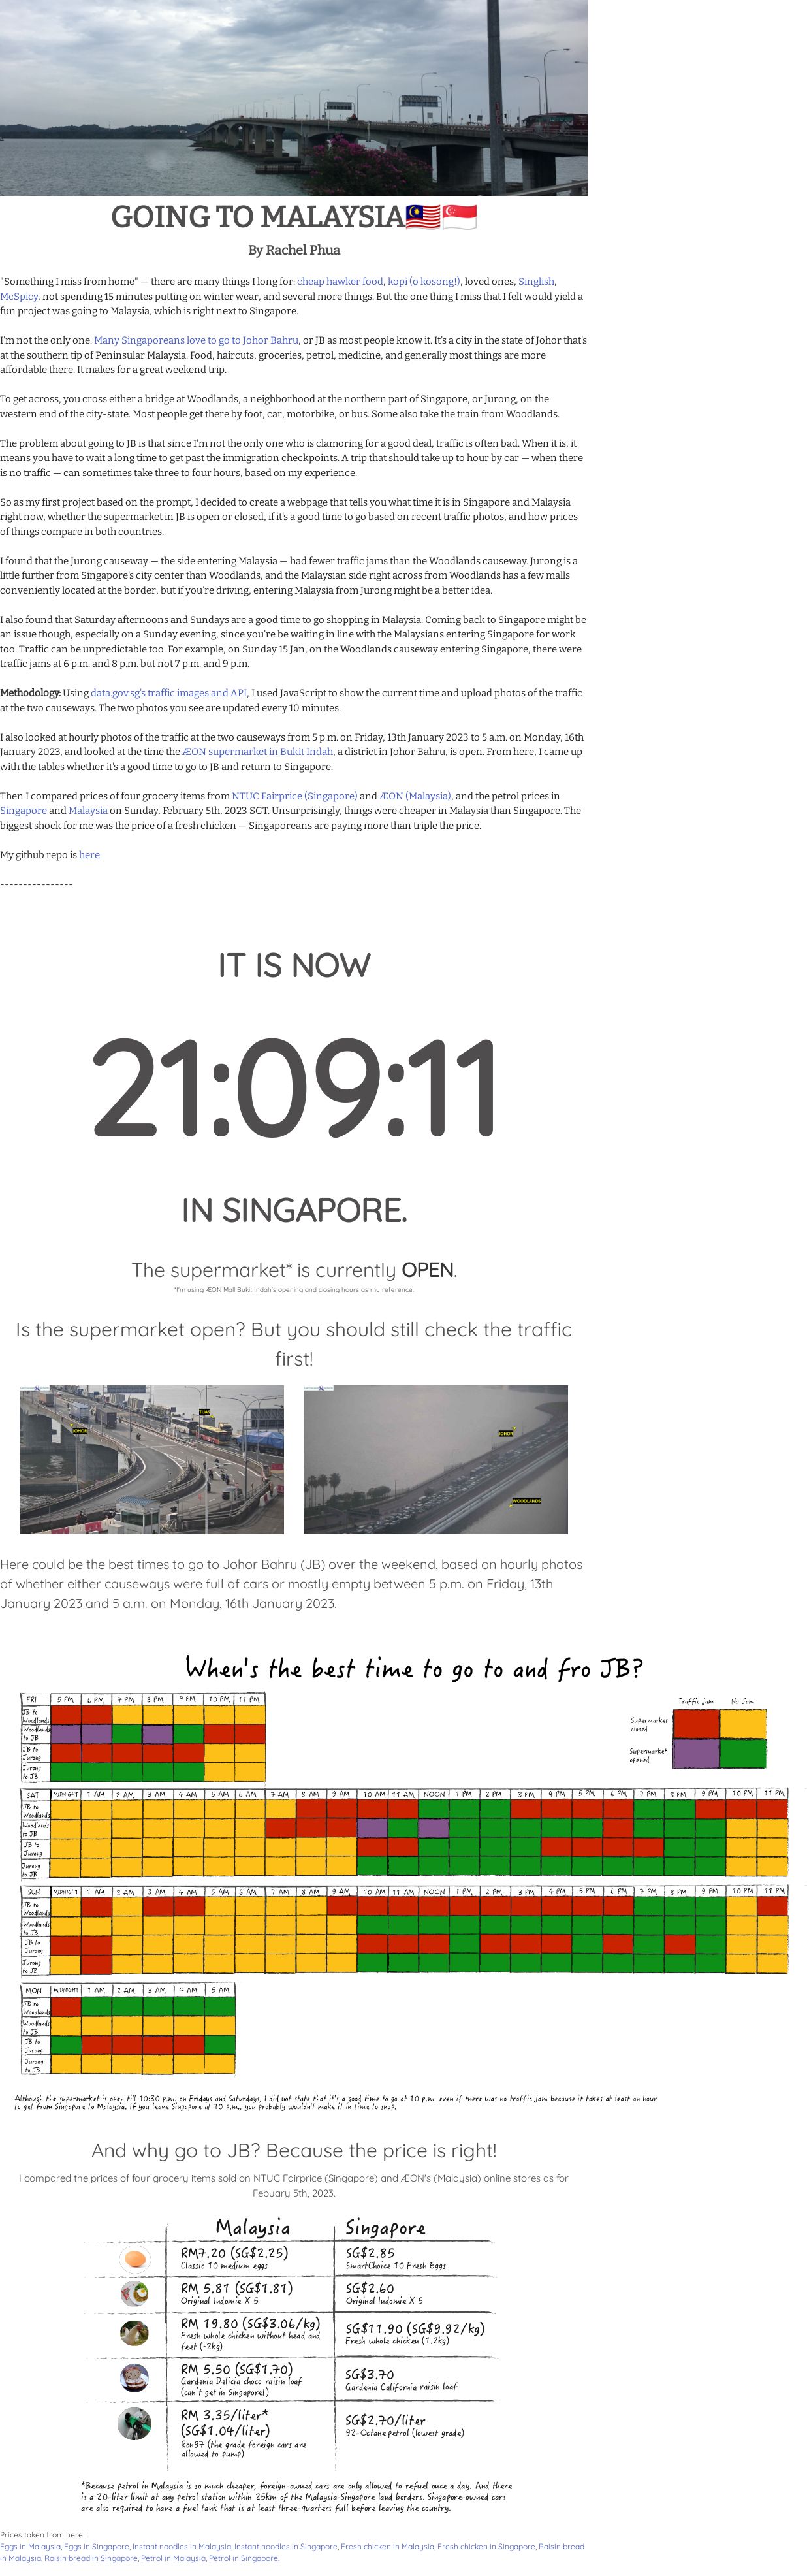 GOING TO MALAYSIA🇲🇾🇸🇬
By Rachel Phua
"Something I miss from home" — there are many things I long for: cheap hawker food, kopi (o kosong!), loved ones, Singlish,
McSpicy, not spending 15 minutes putting on winter wear, and several more things. But the one thing I miss that I felt would yield a
fun project was going to Malaysia, which is right next to Singapore.
I'm not the only one. Many Singaporeans love to go to Johor Bahru, or JB as most people know it. It's a city in the state of Johor that's
at the southern tip of Peninsular Malaysia. Food, haircuts, groceries, petrol, medicine, and generally most things are more
affordable there. It makes for a great weekend trip.
To get across, you cross either a bridge at Woodlands, a neighborhood at the northern part of Singapore, or Jurong, on the
western end of the city-state. Most people get there by foot, car, motorbike, or bus. Some also take the train from Woodlands.
The problem about going to JB is that since I'm not the only one who is clamoring for a good deal, traffic is often bad. When it is, it
means you have to wait a long time to get past the immigration checkpoints. A trip that should take up to hour by car — when there
is no traffic — can sometimes take three to four hours, based on my experience.
So as my first project based on the prompt, I decided to create a webpage that tells you what time it is in Singapore and Malaysia
right now, whether the supermarket in JB is open or closed, if it's a good time to go based on recent traffic photos, and how prices
of things compare in both countries.
I found that the Jurong causeway — the side entering Malaysia — had fewer traffic jams than the Woodlands causeway. Jurong is a
little further from Singapore's city center than Woodlands, and the Malaysian side right across from Woodlands has a few malls
conveniently located at the border, but if you're driving, entering Malaysia from Jurong might be a better idea.
I also found that Saturday afternoons and Sundays are a good time to go shopping in Malaysia. Coming back to Singapore might be
an issue though, especially on a Sunday evening, since you're be waiting in line with the Malaysians entering Singapore for work
too. Traffic can be unpredictable too. For example, on Sunday 15 Jan, on the Woodlands causeway entering Singapore, there were
traffic jams at 6 p.m. and 8 p.m. but not 7 p.m. and 9 p.m.
Methodology: Using data.gov.sg's traffic images and API, I used JavaScript to show the current time and upload photos of the traffic
at the two causeways. The two photos you see are updated every 10 minutes.
I also looked at hourly photos of the traffic at the two causeways from 5 p.m. on Friday, 13th January 2023 to 5 a.m. on Monday, 16th
January 2023, and looked at the time the ÆON supermarket in Bukit Indah, a district in Johor Bahru, is open. From here, I came up
with the tables whether it's a good time to go to JB and return to Singapore.
Then I compared prices of four grocery items from NTUC Fairprice (Singapore) and ÆON (Malaysia), and the petrol prices in
Singapore and Malaysia on Sunday, February 5th, 2023 SGT. Unsurprisingly, things were cheaper in Malaysia than Singapore. The
biggest shock for me was the price of a fresh chicken — Singaporeans are paying more than triple the price.
My github repo is here.
----------------
IT IS NOW
21:09:11
IN SINGAPORE.
The supermarket* is currently OPEN.
*I'm using ÆON Mall Bukit Indah's opening and closing hours as my reference.
Is the supermarket open? But you should still check the traffic
first!
TUAS
JOHOR
JOHOR
WOODLANDS
Here could be the best times to go to Johor Bahru (JB) over the weekend, based on hourly photos
of whether either causeways were full of cars or mostly empty between 5 p.m. on Friday, 13th
January 2023 and 5 a.m. on Monday, 16th January 2023.
When's the best time to go to and fro JB?
Traffic jam No Jam
Supermarket
closed
Supermarket
opened
FRI 5 PM 6 PM 7 PM 8 PM 9 PM 10 PM 11 PM
JB to
Woodlands
Woodlands
to JB
JB to
Jurong
Jurong
to JB
SAT MIDNIGHT 1 AM 2 AM 3 AM 4 AM 5 AM 6 AM 7 AM 8 AM 9 AM 10 AM 11 AM NOON 1 PM 2 PM 3 PM 4 PM 5 PM 6 PM 7 PM 8 PM 9 PM 10 PM 11 PM
JB to
Woodlands
Woodlands
to JB
JB to
Jurong
Jurong
to JB
SUN MIDNIGHT 1 AM 2 AM 3 AM 4 AM 5 AM 6 AM 7 AM 8 AM 9 AM 10 AM 11 AM NOON 1 PM 2 PM 3 PM 4 PM 5 PM 6 PM 7 PM 8 PM 9 PM 10 PM 11 PM
JB to
Woodlands
Woodlands
to JB
JB to
Jurong
Jurong
to JB
MON MIDNIGHT 1 AM 2 AM 3 AM 4 AM 5 AM
JB to
Woodlands
Woodlands
to JB
JB to
Jurong
Jurong
to JB
Although the supermarket is open till 10:30 p.m. on Fridays and Saturdays, I did not state that it's a good time to go at 10 p.m. even if there was no traffic jam because it takes at least an hour
to get from Singapore to Malaysia. If you leave Singapore at 10 p.m., you probably wouldn't make it in time to shop.
And why go to JB? Because the price is right!
I compared the prices of four grocery items sold on NTUC Fairprice (Singapore) and ÆON's (Malaysia) online stores as for
Febuary 5th, 2023.
Malaysia Singapore
RM7.20 (SG$2.25)
Classic 10 medium eggs
SG$2.85
SmartChoice 10 Fresh Eggs
RM 5.81 (SG$1.81)
Original Indomie X 5
SG$2.60
Original Indomie X 5
RM 19.80 (SG$3.06/kg)
Fresh whole chicken without head and
feet (~2kg)
SG$11.90 (SG$9.92/kg)
Fresh whole chicken (1.2kg)
RM 5.50 (SG$1.70)
Gardenia Delicia choco raisin loaf
(can't get in Singapore!)
SG$3.70
Gardenia California raisin loaf
RM 3.35/liter*
(SG$1.04/liter)
Ron97 (the grade foreign cars are
allowed to pump)
SG$2.70/liter
92-Octane petrol (lowest grade)
*Because petrol in Malaysia is so much cheaper, foreign-owned cars are only allowed to refuel once a day. And there
is a 20-liter limit at any petrol station within 25km of the Malaysia-Singapore land borders. Singapore-owned cars
are also required to have a fuel tank that is at least three-quarters full before leaving the country.
Prices taken from here:
Eggs in Malaysia, Eggs in Singapore, Instant noodles in Malaysia, Instant noodles in Singapore, Fresh chicken in Malaysia, Fresh chicken in Singapore, Raisin bread
in Malaysia, Raisin bread in Singapore, Petrol in Malaysia, Petrol in Singapore.